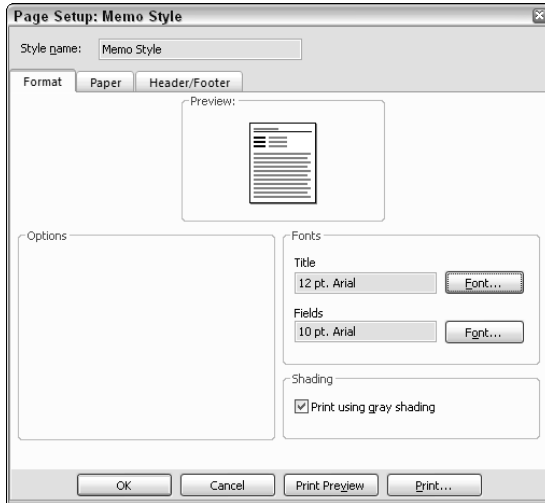 Page Setup: Memo Style
Style name: Memo Style
Format Paper Header/Footer
Preview:
Options
Fonts
Title
12 pt. Arial Font...
Fields
10 pt. Arial Font...
Shading
Print using gray shading
OK Cancel Print Preview Print...